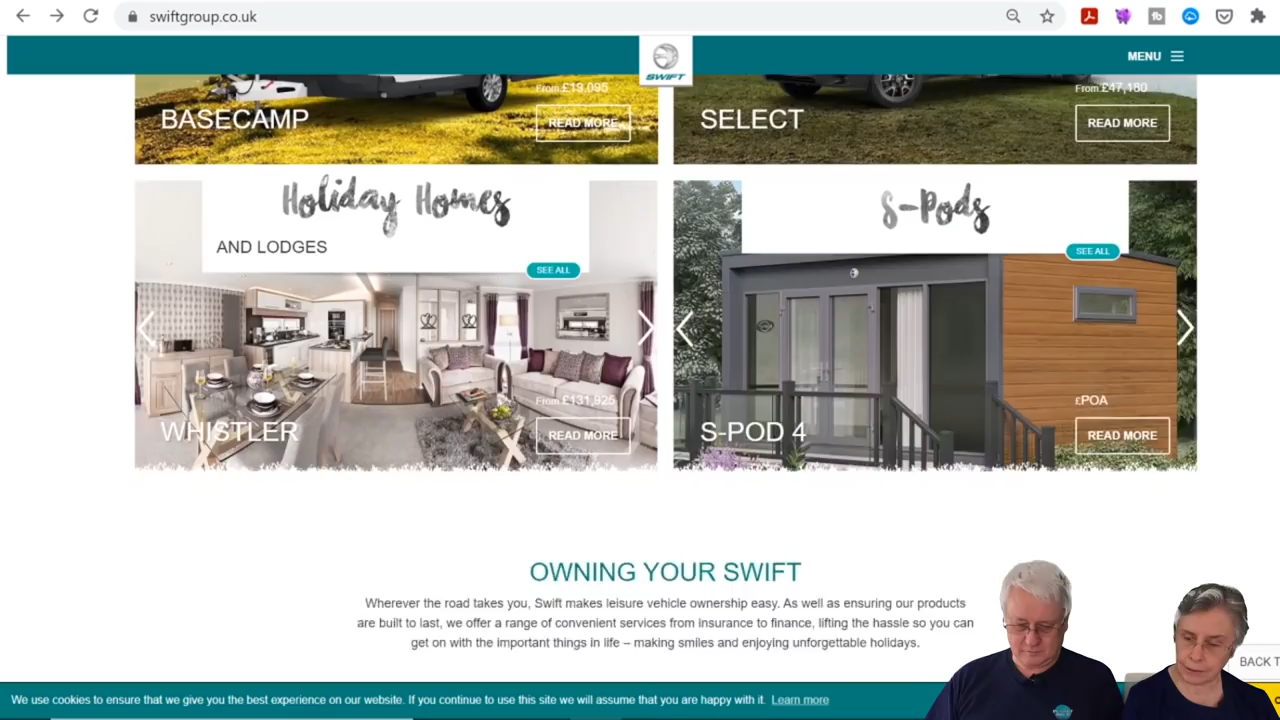 swiftgroup.co.uk
SWIFT
MENU
From £19,095
BASECAMP
READ MORE
From £47,180
SELECT
READ MORE
Holiday Homes
AND LODGES
SEE ALL
From £131,925
WHISTLER
READ MORE
S-Pods
SEE ALL
£POA
S-POD 4
READ MORE
OWNING YOUR SWIFT
Wherever the road takes you, Swift makes leisure vehicle ownership easy. As well as ensuring our products
are built to last, we offer a range of convenient services from insurance to finance, lifting the hassle so you can
get on with the important things in life – making smiles and enjoying unforgettable holidays.
BACK T
We use cookies to ensure that we give you the best experience on our website. If you continue to use this site we will assume that you are happy with it. Learn more